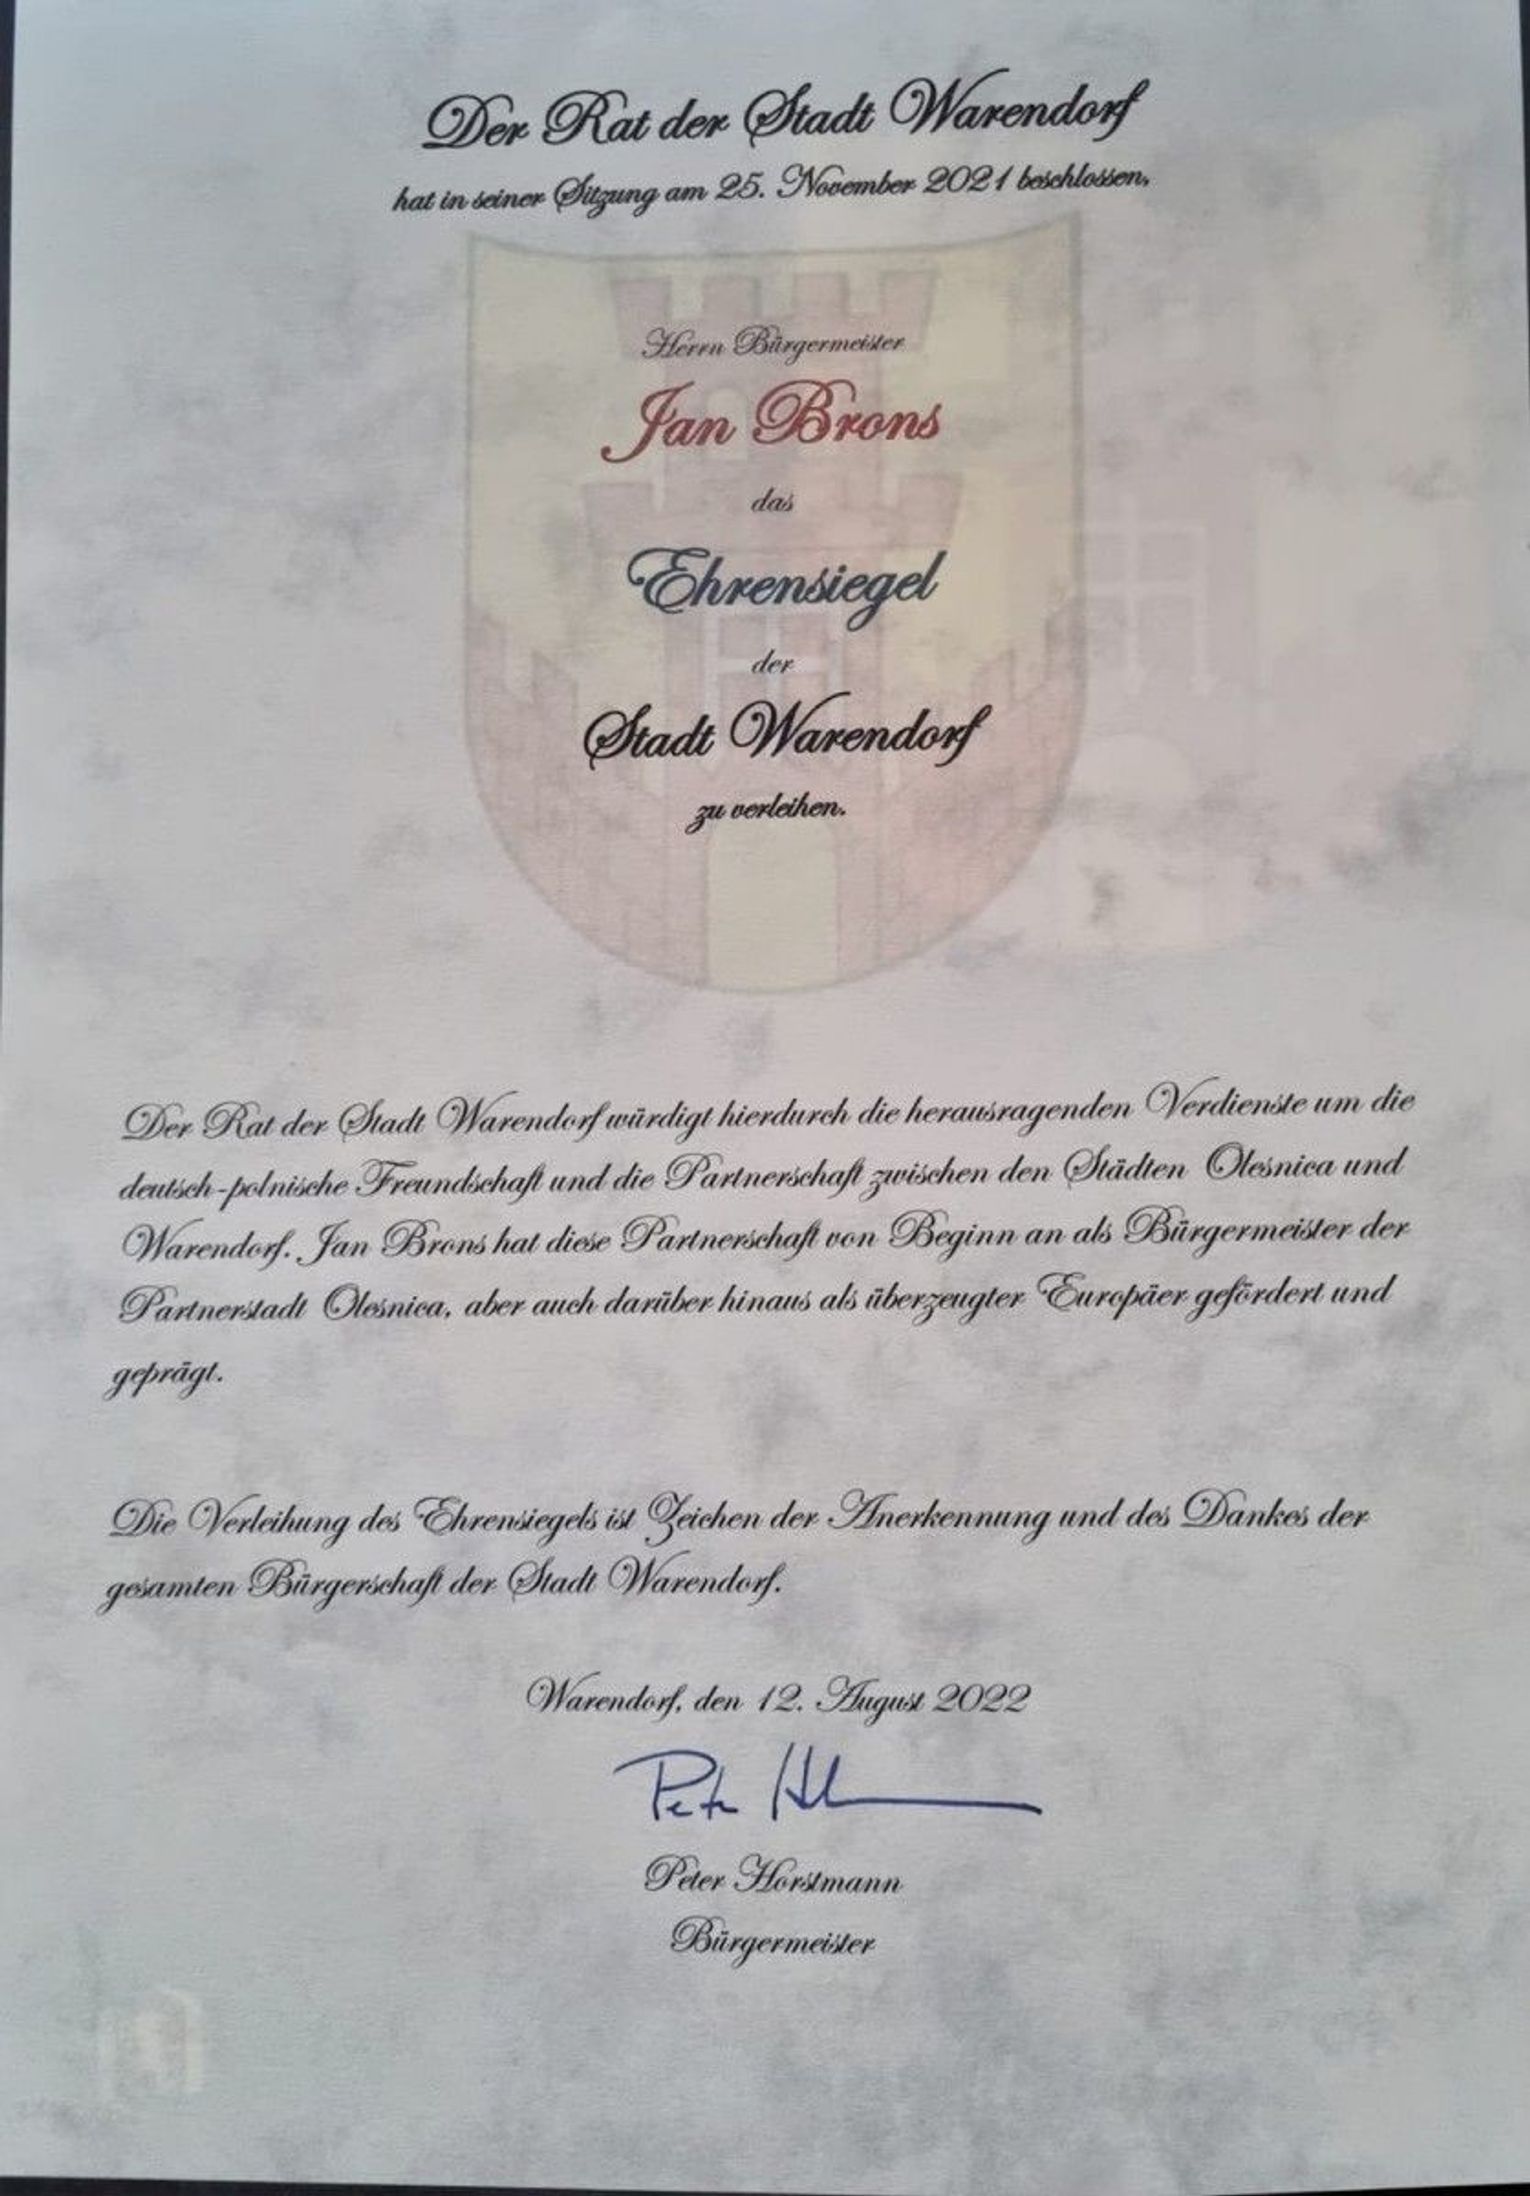 Der Rat der Stadt Warendorf
hat in seiner Sitzung am 25. November 2021 beschlossen,
Herrn Bürgermeister
Jan Brons
das
Ehrensiegel
der
Stadt Warendorf
zu verleihen.
Der Rat der Stadt Warendorf würdigt hierdurch die herausragenden Verdienste um die
deutsch-polnische Freundschaft und die Partnerschaft zwischen den Städten Olesnica und
Warendorf. Jan Brons hat diese Partnerschaft von Beginn an als Bürgermeister der
Partnerstadt Olesnica, aber auch darüber hinaus als überzeugter Europäer gefördert und
geprägt.
Die Verleihung des Ehrensiegels ist Zeichen der Anerkennung und des Dankes der
gesamten Bürgerschaft der Stadt Warendorf.
Warendorf, den 12. August 2022
Peter Horstmann
Bürgermeister